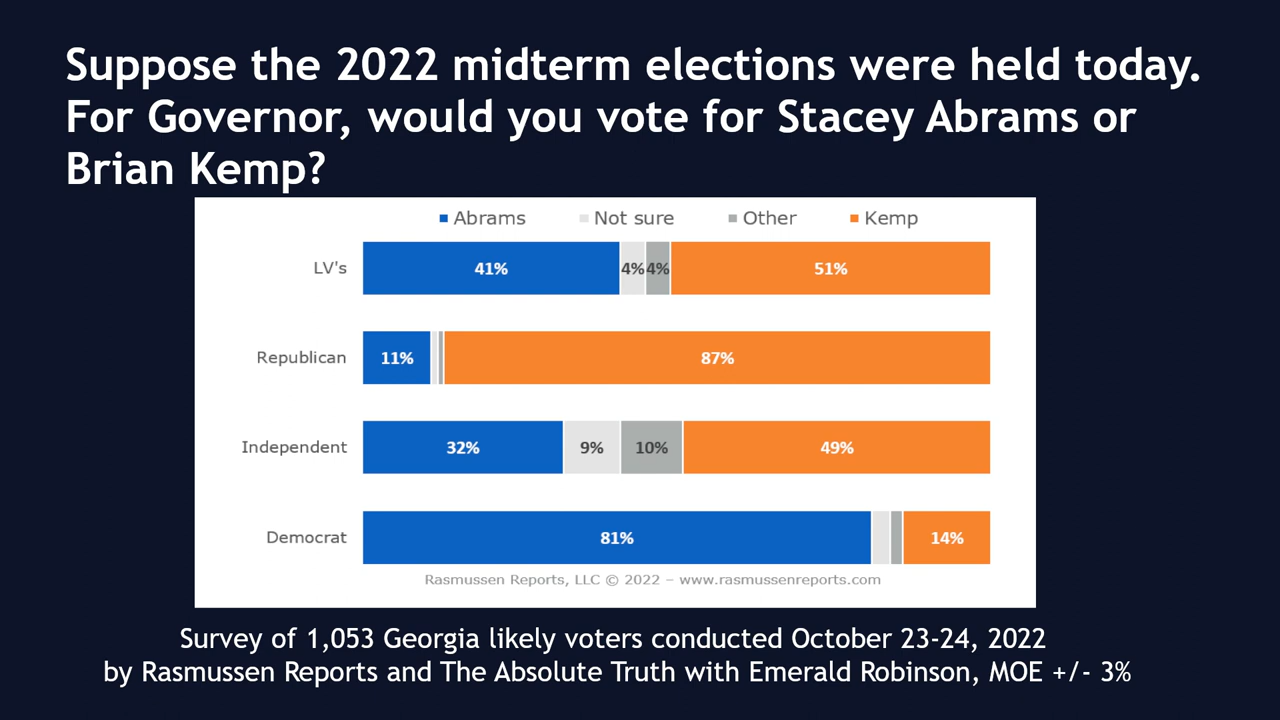 Suppose the 2022 midterm elections were held today.
For Governor, would you vote for Stacey Abrams or
Brian Kemp?
Abrams Not sure Other Kemp
LV's 41% 4% 4% 51%
Republican 11% 87%
Independent 32% 9% 10% 49%
Democrat 81% 14%
Rasmussen Reports, LLC © 2022 – www.rasmussenreports.com
Survey of 1,053 Georgia likely voters conducted October 23-24, 2022
by Rasmussen Reports and The Absolute Truth with Emerald Robinson, MOE +/- 3%